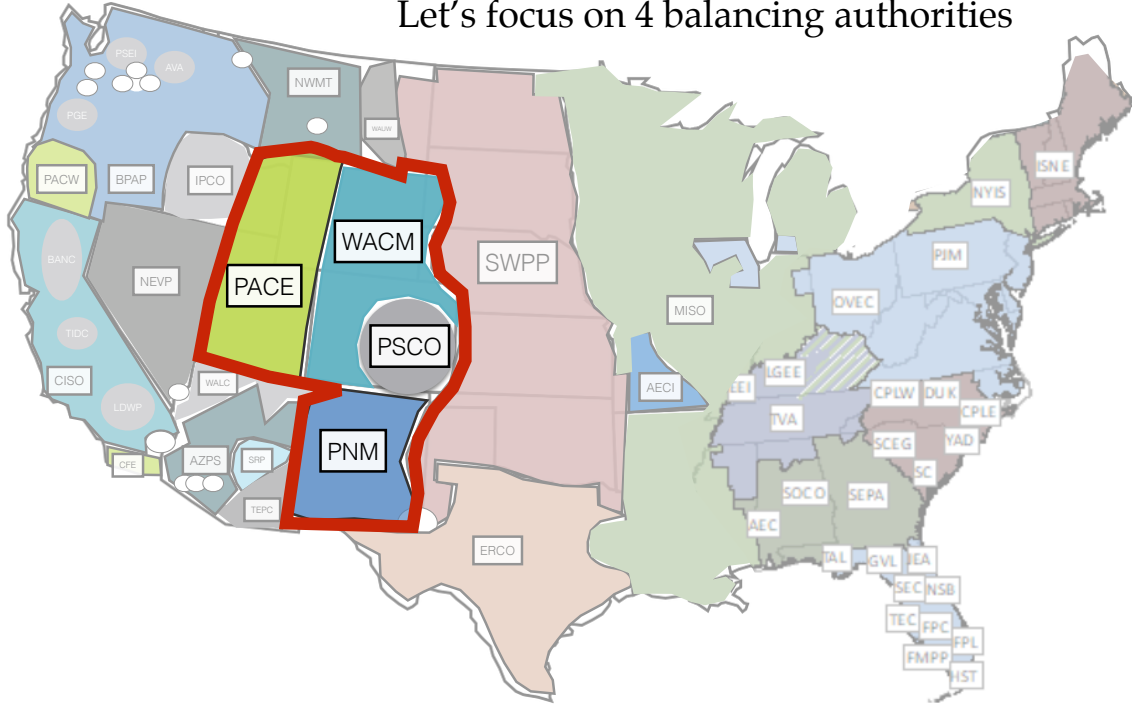 Let's focus on 4 balancing authorities
PSEI
AVA
NWMT
WAUW
PGE
PACW
BPAP
IPCO
ISNE
NYIS
WACM
BANC
NEVP
PACE
SWPP
PJM
OVEC
MISO
TIDC
PSCO
CISO
WALC
LGEE
EEI
AECI
CPLW
DUK
CPLE
LDWP
TVA
SCEG
YAD
PNM
CFE
AZPS
SRP
SC
SOCO
SEPA
TEPC
AEC
ERCO
TAL
GVL
JEA
SEC
NSB
TEC
FPC
FPL
FMPP
HST